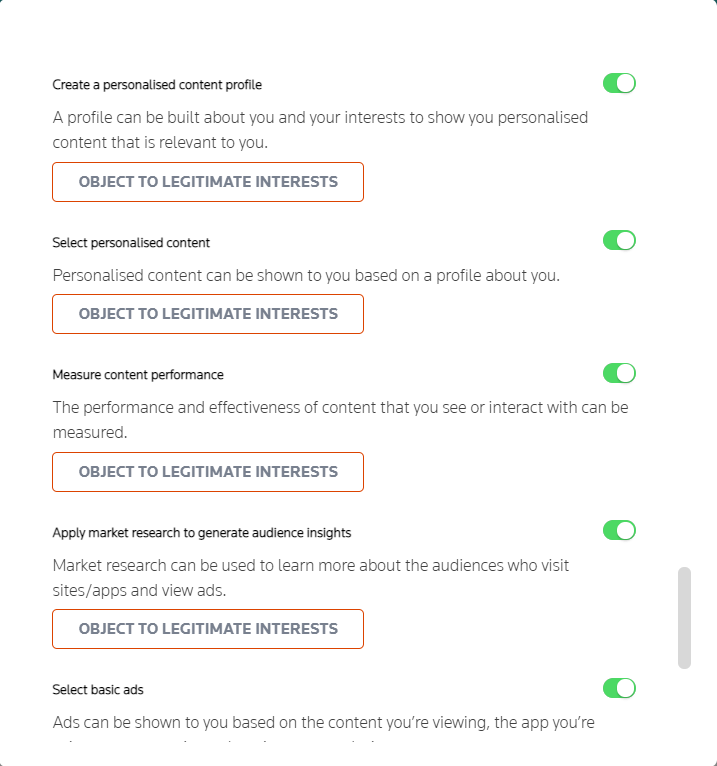 Create a personalised content profile
A profile can be built about you and your interests to show you personalised
content that is relevant to you.
OBJECT TO LEGITIMATE INTERESTS
Select personalised content
Personalised content can be shown to you based on a profile about you.
OBJECT TO LEGITIMATE INTERESTS
Measure content performance
The performance and effectiveness of content that you see or interact with can be
measured.
OBJECT TO LEGITIMATE INTERESTS
Apply market research to generate audience insights
Market research can be used to learn more about the audiences who visit
sites/apps and view ads.
OBJECT TO LEGITIMATE INTERESTS
Select basic ads
Ads can be shown to you based on the content you’re viewing, the app you’re